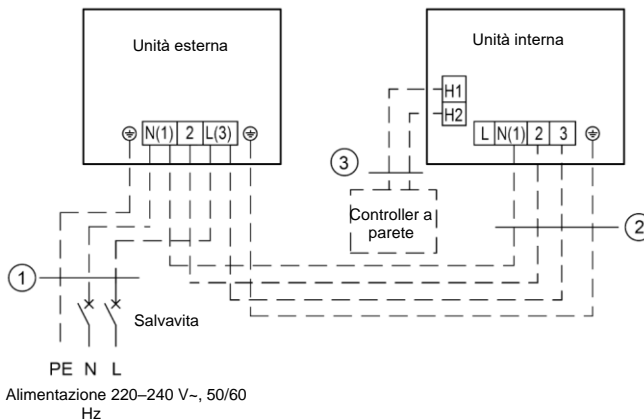 Unità esterna
Unità interna
H1
H2
N(1) 2 L(3)
L N(1) 2 3
3
Controller a
parete
2
1
Salvavita
PE N L
Alimentazione 220–240 V~, 50/60
Hz